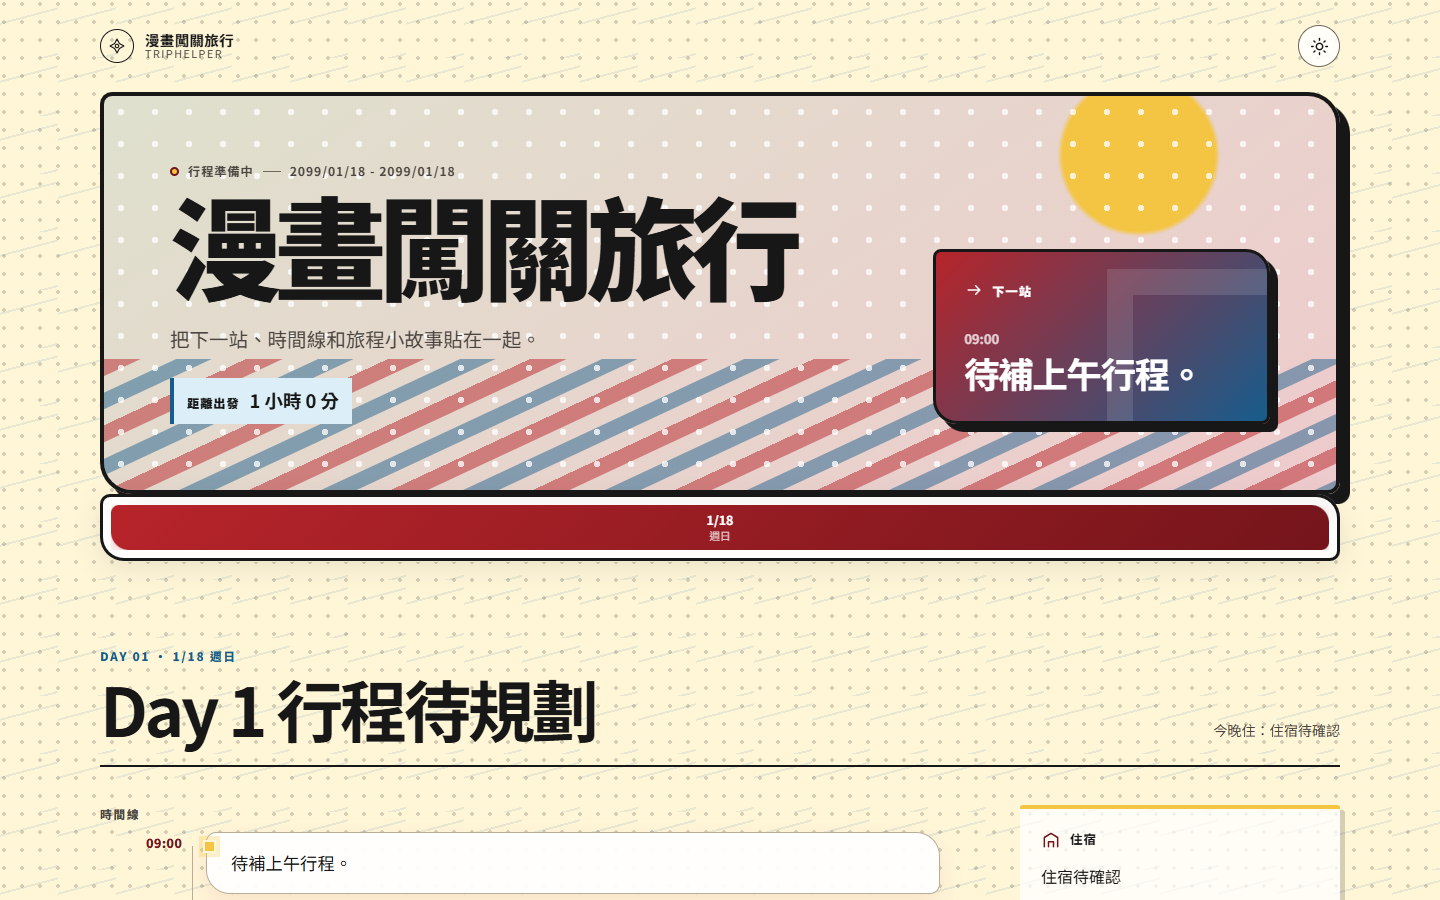 漫畫闖關旅行
TRIPHELPER
行程準備中 — 2099/01/18 - 2099/01/18
漫畫闖關旅行
把下一站、時間線和旅程小故事貼在一起。
距離出發 1 小時 0 分
→ 下一站
09:00
待補上午行程。
1/18
週日
DAY 01 · 1/18 週日
Day 1 行程待規劃
今晚住：住宿待確認
時間線
09:00
待補上午行程。
住宿
住宿待確認